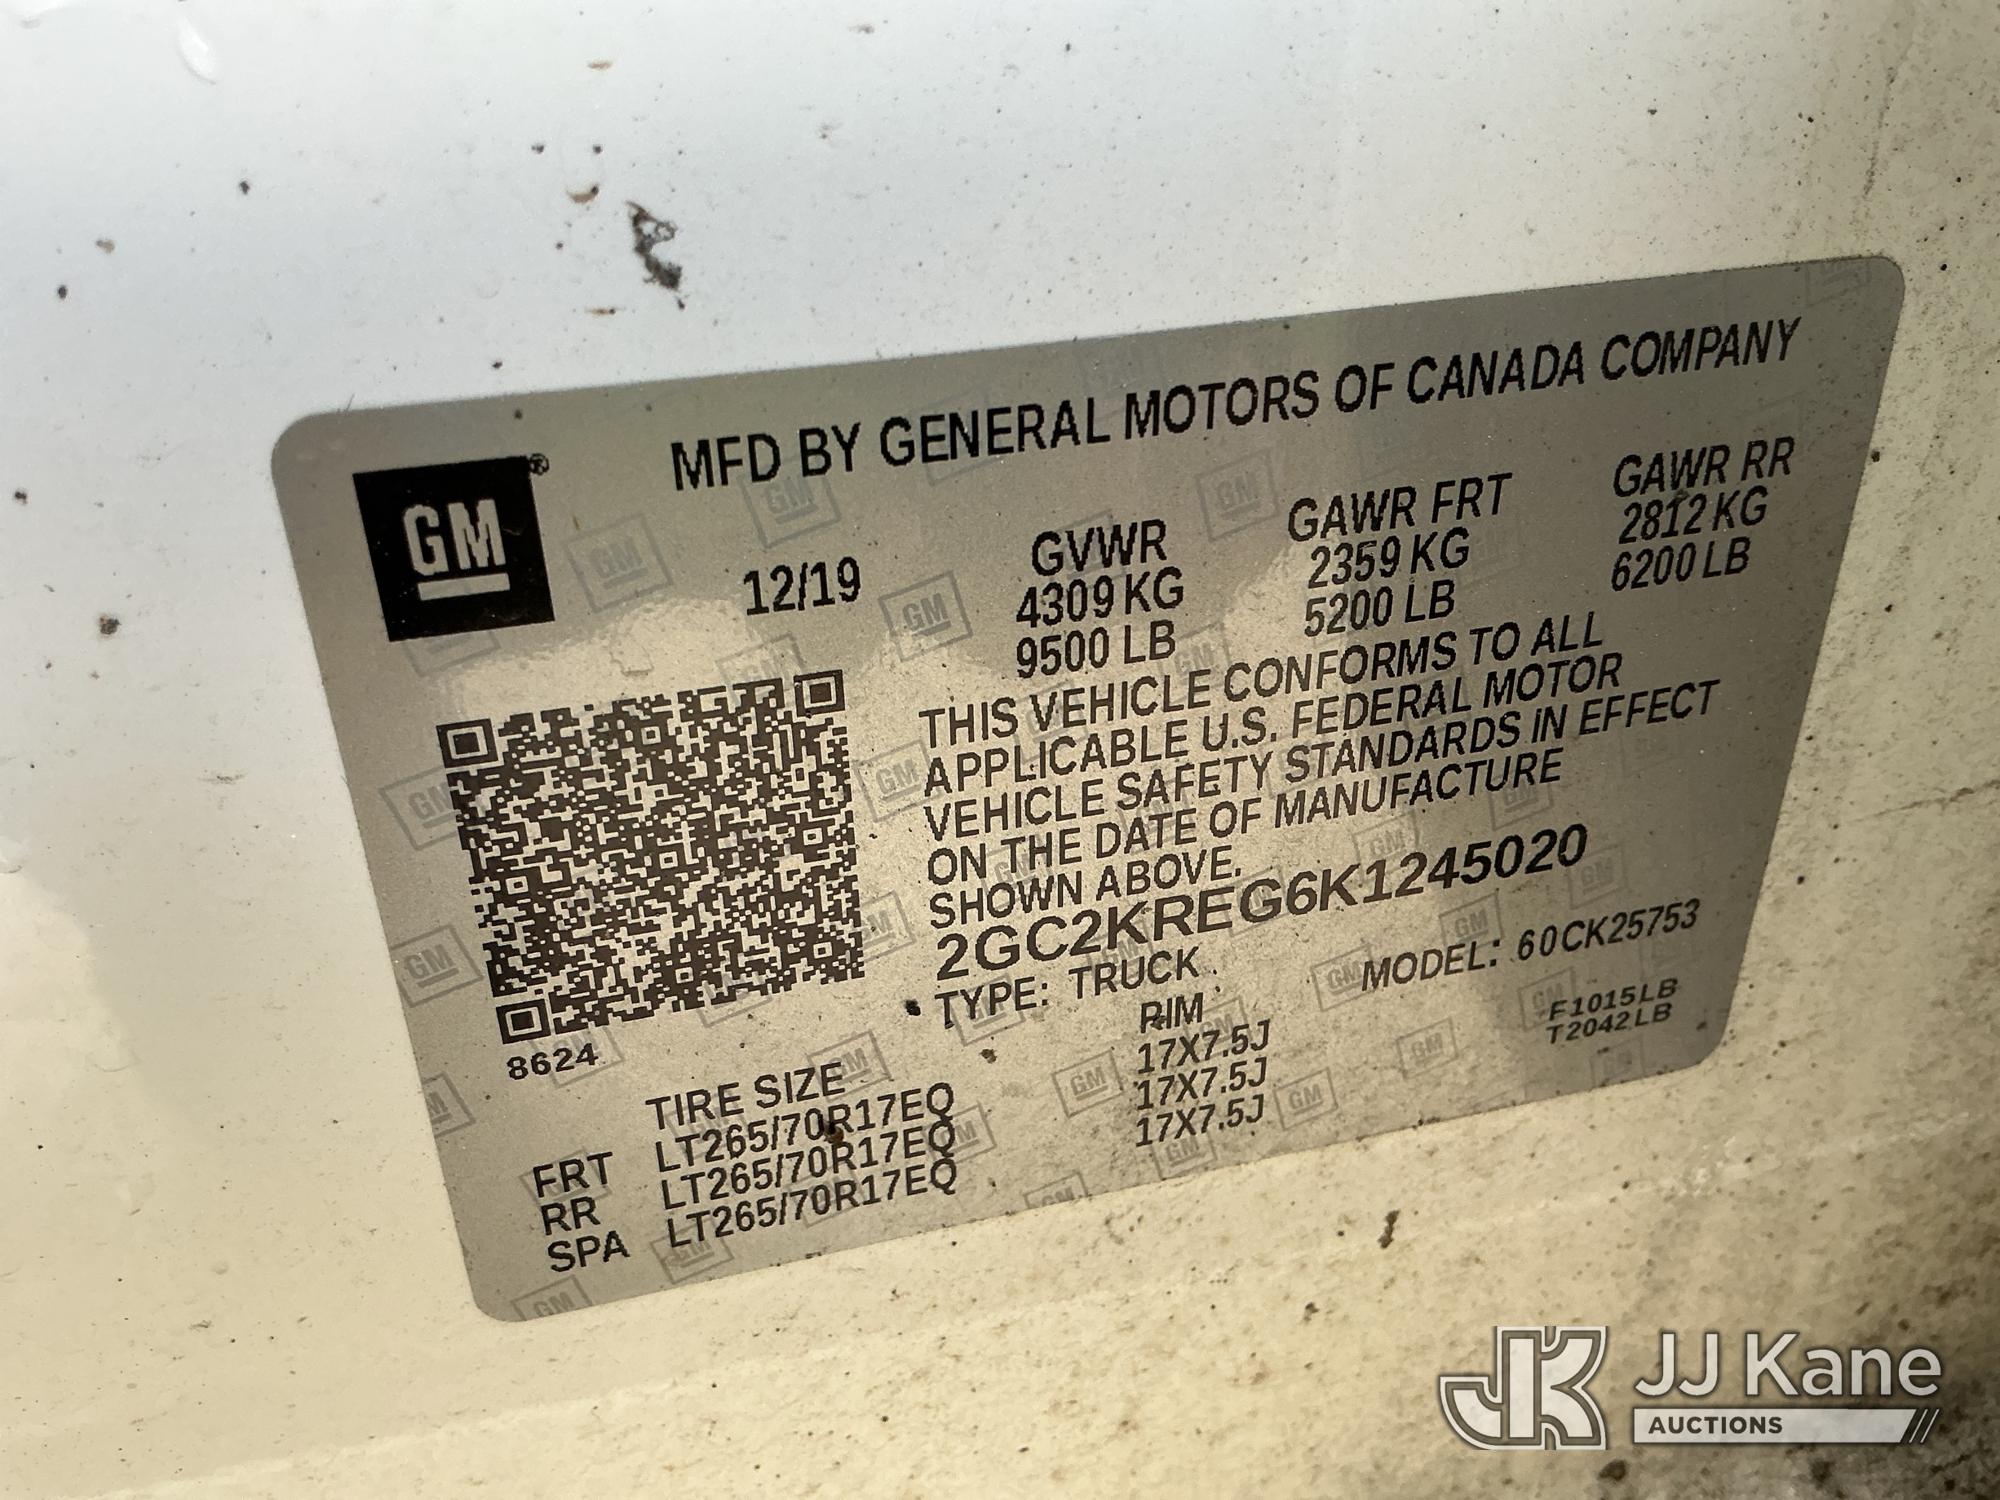 GM®
MFD BY GENERAL MOTORS OF CANADA COMPANY
12/19
GVWR
4309 KG
9500 LB
GAWR FRT
2359 KG
5200 LB
GAWR RR
2812 KG
6200 LB
THIS VEHICLE CONFORMS TO ALL
APPLICABLE U.S. FEDERAL MOTOR
VEHICLE SAFETY STANDARDS IN EFFECT
ON THE DATE OF MANUFACTURE
SHOWN ABOVE.
2GC2KREG6K1245020
TYPE: TRUCK
MODEL: 60CK25753
F1015LB
T2042LB
8624
TIRE SIZE
RIM
FRT LT265/70R17EQ 17X7.5J
RR LT265/70R17EQ 17X7.5J
SPA LT265/70R17EQ 17X7.5J
JK JJ Kane
AUCTIONS